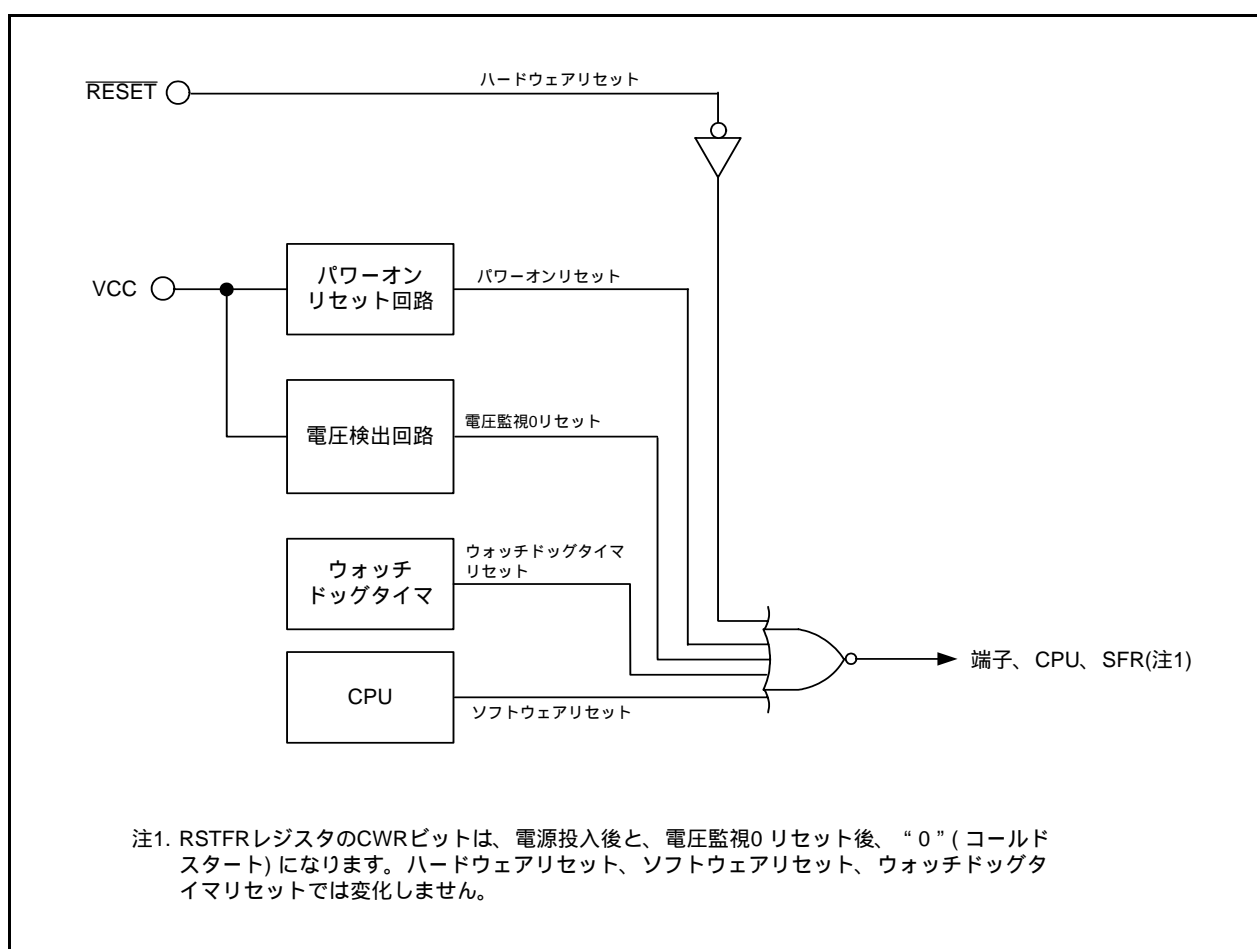 RESET
ハードウェアリセット
VCC
パワーオン
リセット回路
パワーオンリセット
電圧検出回路
電圧監視0リセット
ウォッチ
ドッグタイマ
ウォッチドッグタイマ
リセット
CPU
ソフトウェアリセット
端子、CPU、SFR(注1)
注1. RSTFRレジスタのCWRビットは、電源投入後と、電圧監視0 リセット後、“ 0 ” ( コールド
スタート) になります。ハードウェアリセット、ソフトウェアリセット、ウォッチドッグタ
イマリセットでは変化しません。